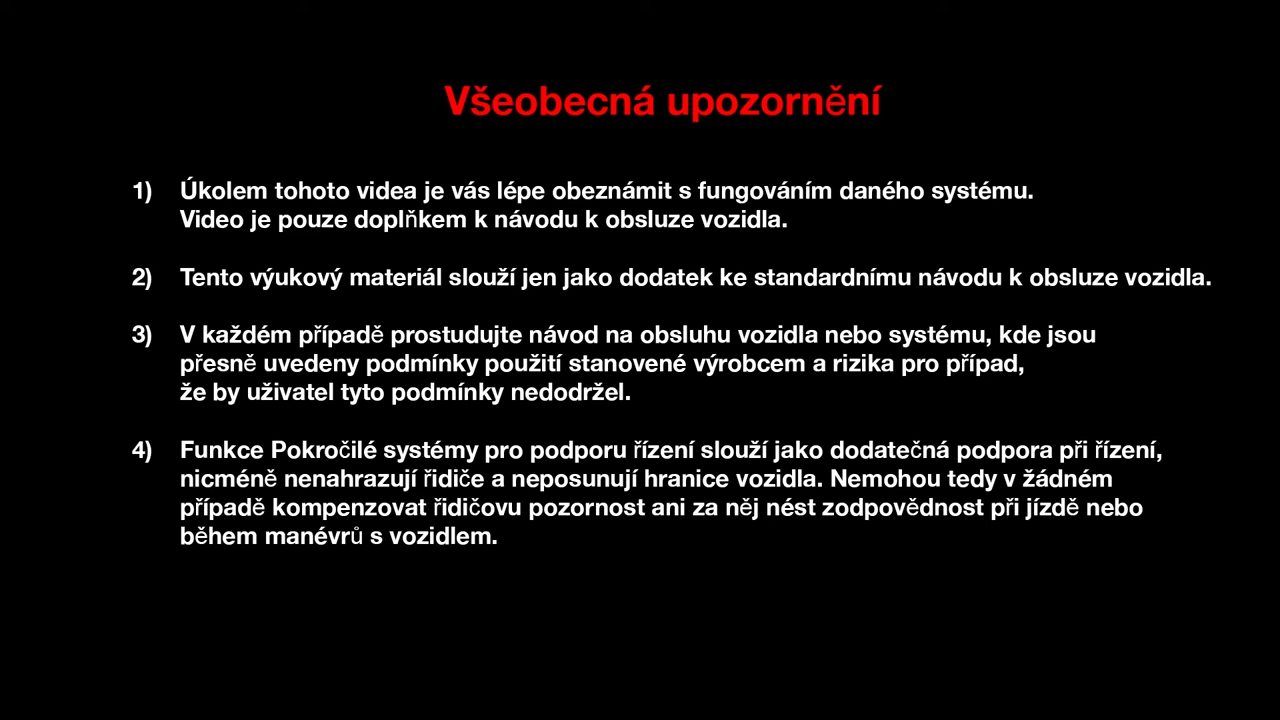 Všeobecná upozornění
1) Úkolem tohoto videa je vás lépe obeznámit s fungováním daného systému.
Video je pouze doplňkem k návodu k obsluze vozidla.
2) Tento výukový materiál slouží jen jako dodatek ke standardnímu návodu k obsluze vozidla.
3) V každém případě prostudujte návod na obsluhu vozidla nebo systému, kde jsou
přesně uvedeny podmínky použití stanovené výrobcem a rizika pro případ,
že by uživatel tyto podmínky nedodržel.
4) Funkce Pokročilé systémy pro podporu řízení slouží jako dodatečná podpora při řízení,
nicméně nenahrazují řidiče a neposunují hranice vozidla. Nemohou tedy v žádném
případě kompenzovat řidičovu pozornost ani za něj nést zodpovědnost při jízdě nebo
během manévrů s vozidlem.